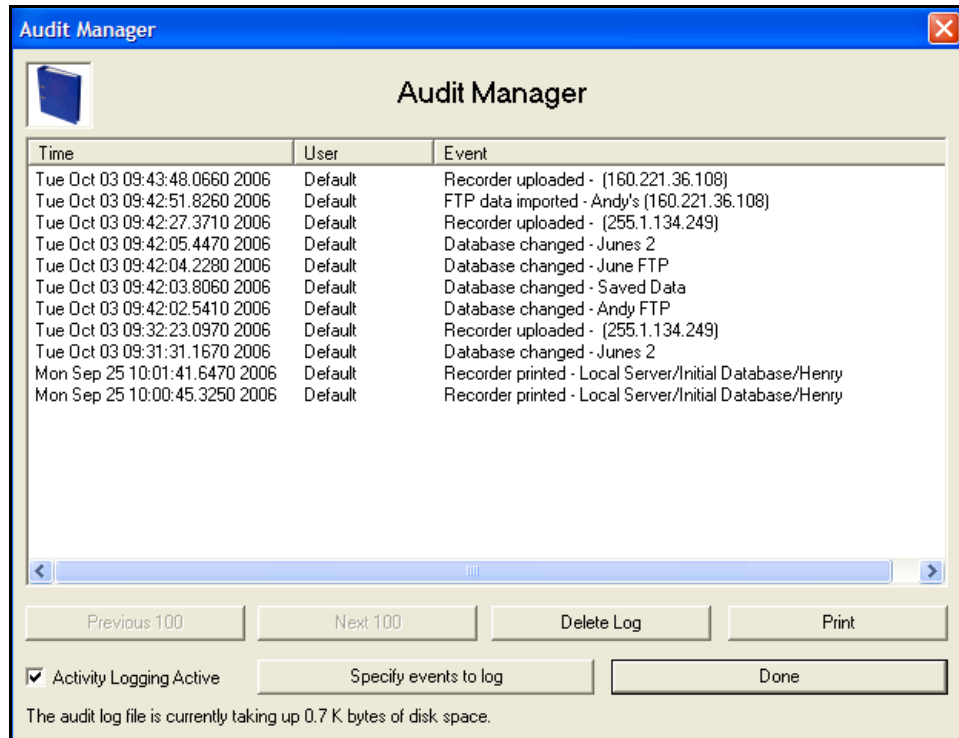 Audit Manager
Audit Manager
Time User Event
Tue Oct 03 09:43:48.0660 2006 Default Recorder uploaded - (160.221.36.108)
Tue Oct 03 09:42:51.8260 2006 Default FTP data imported - Andy's (160.221.36.108)
Tue Oct 03 09:42:27.3710 2006 Default Recorder uploaded - (255.1.134.249)
Tue Oct 03 09:42:05.4470 2006 Default Database changed - Junes 2
Tue Oct 03 09:42:04.2280 2006 Default Database changed - June FTP
Tue Oct 03 09:42:03.8060 2006 Default Database changed - Saved Data
Tue Oct 03 09:42:02.5410 2006 Default Database changed - Andy FTP
Tue Oct 03 09:32:23.0970 2006 Default Recorder uploaded - (255.1.134.249)
Tue Oct 03 09:31:31.1670 2006 Default Database changed - Junes 2
Mon Sep 25 10:01:41.6470 2006 Default Recorder printed - Local Server/Initial Database/Henry
Mon Sep 25 10:00:45.3250 2006 Default Recorder printed - Local Server/Initial Database/Henry
Previous 100 Next 100 Delete Log Print
Activity Logging Active Specify events to log Done
The audit log file is currently taking up 0.7 K bytes of disk space.